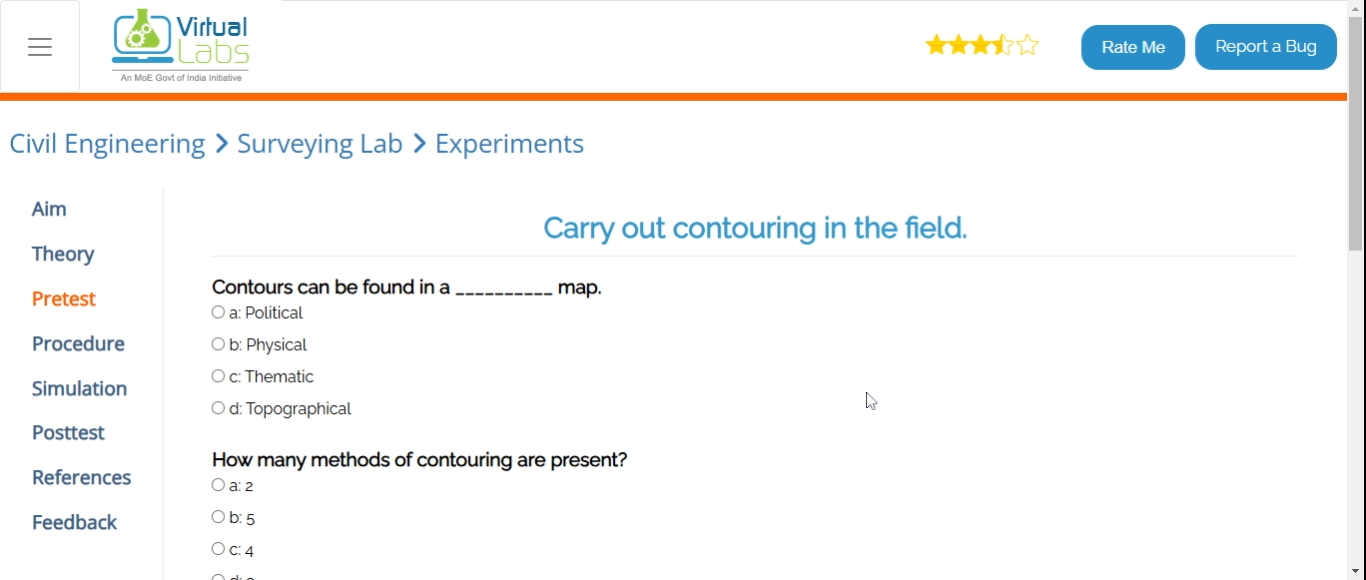 Virtual
Labs
An MoE Govt of India Initiative
Rate Me
Report a Bug
Civil Engineering > Surveying Lab > Experiments
Aim
Theory
Pretest
Procedure
Simulation
Posttest
References
Feedback
Carry out contouring in the field.
Contours can be found in a __________ map.
a: Political
b: Physical
c: Thematic
d: Topographical
How many methods of contouring are present?
a: 2
b: 5
c: 4